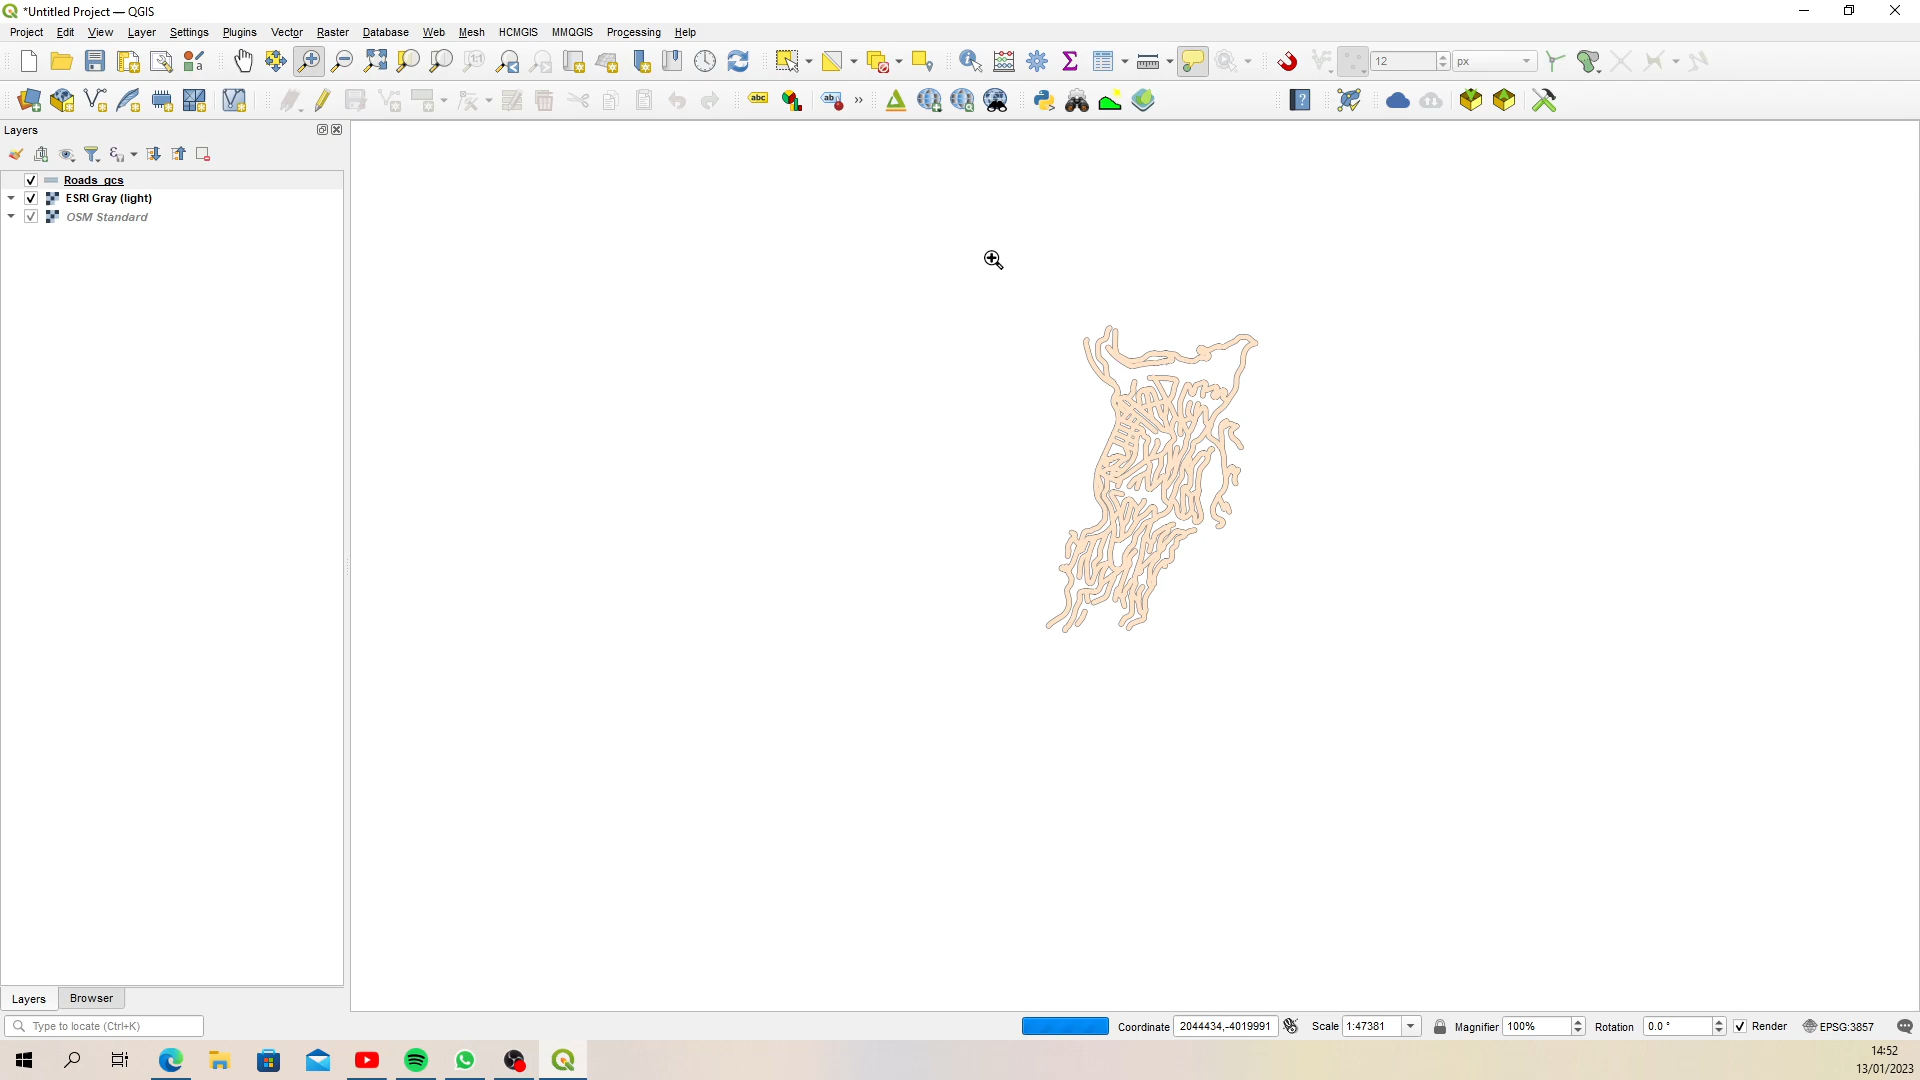 *Untitled Project — QGIS
Project Edit View Layer Settings Plugins Vector Raster Database Web Mesh HCMGIS MMQGIS Processing Help
12 px
abc ab
Layers
Roads_gcs
ESRI Gray (light)
OSM Standard
Layers Browser
Type to locate (Ctrl+K)
Coordinate 2044434,-4019991 Scale 1:47381 Magnifier 100% Rotation 0.0 ° Render EPSG:3857
14:52
13/01/2023